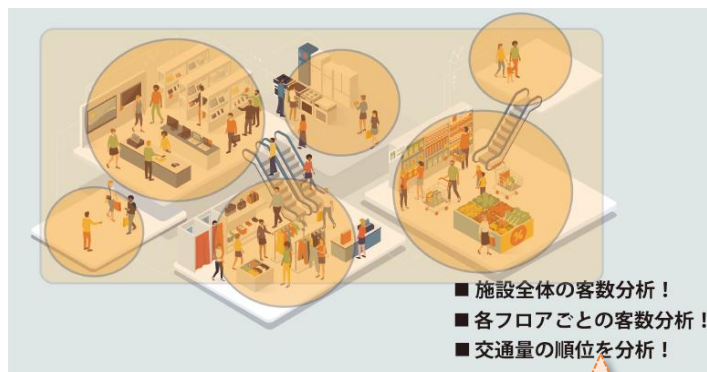 ■ 施設全体の客数分析！
■ 各フロアごとの客数分析！
■ 交通量の順位を分析！